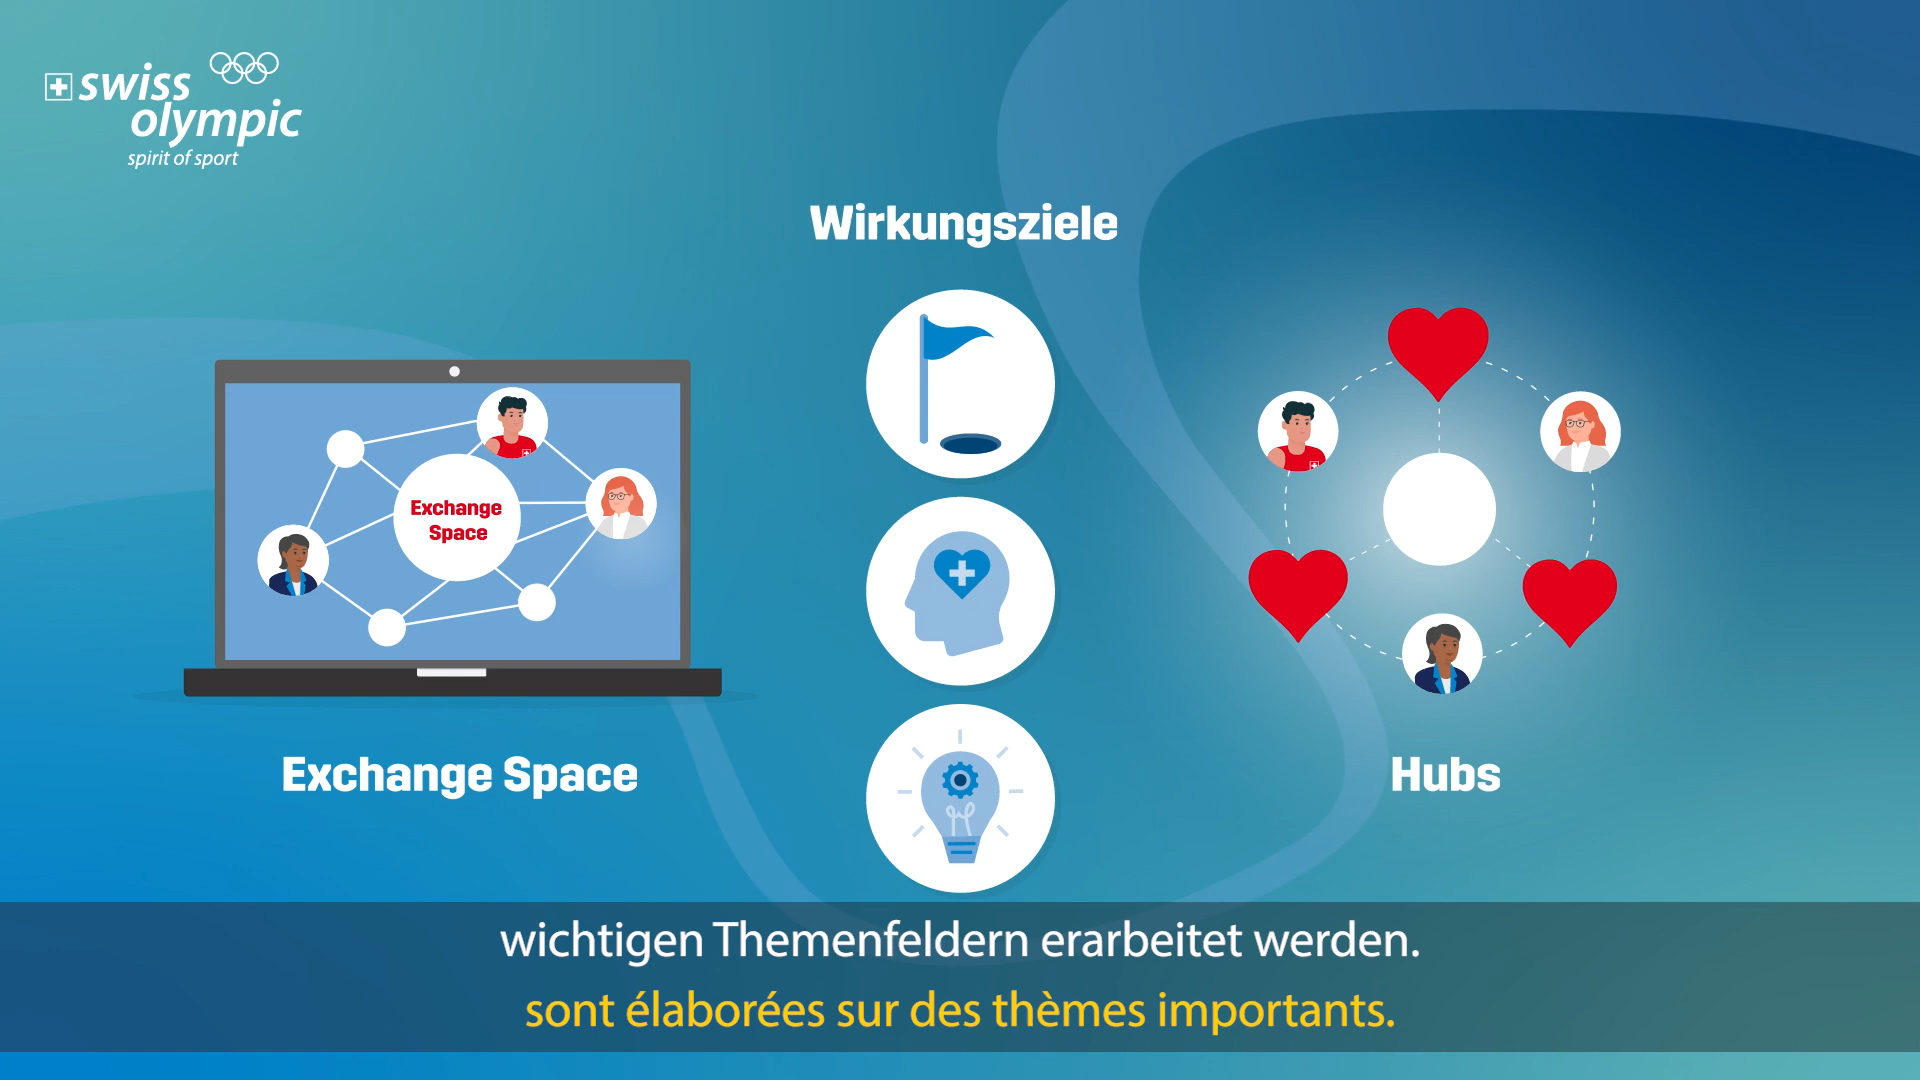 swiss
olympic
spirit of sport
Wirkungsziele
Exchange
Space
Exchange Space
Hubs
wichtigen Themenfeldern erarbeitet werden.
sont élaborées sur des thèmes importants.